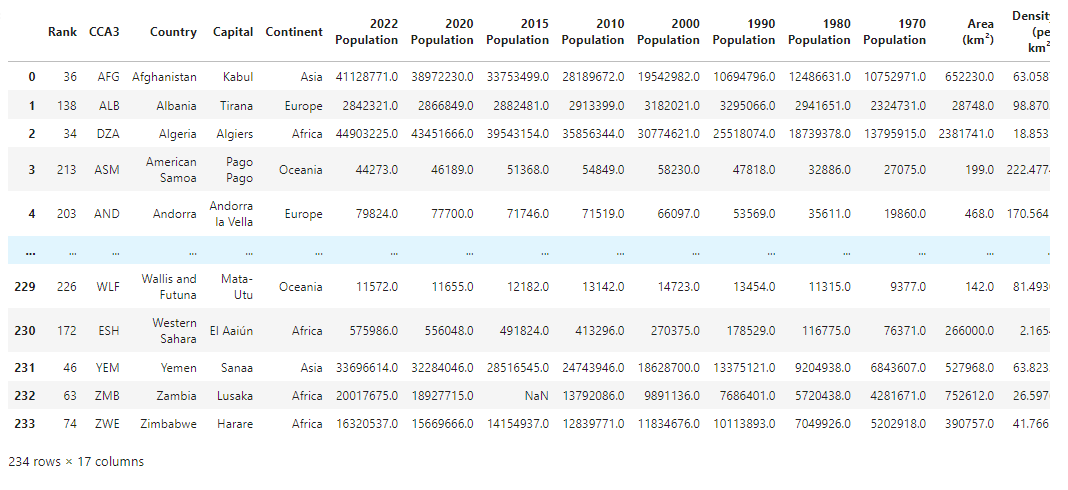 Rank CCA3 Country Capital Continent 2022 Population 2020 Population 2015 Population 2010 Population 2000 Population 1990 Population 1980 Population 1970 Population Area (km²) (pe km²
0 36 AFG Afghanistan Kabul Asia 41128771.0 38972230.0 33753499.0 28189672.0 19542982.0 10694796.0 12486631.0 10752971.0 652230.0 63.058
1 138 ALB Albania Tirana Europe 2842321.0 2866849.0 2882481.0 2913399.0 3182021.0 3295066.0 2941651.0 2324731.0 28748.0 98.870
2 34 DZA Algeria Algiers Africa 44903225.0 43451666.0 39543154.0 35856344.0 30774621.0 25518074.0 18739378.0 13795915.0 2381741.0 18.853
3 213 ASM American Samoa Pago Pago Oceania 44273.0 46189.0 51368.0 54849.0 58230.0 47818.0 32886.0 27075.0 199.0 222.477
4 203 AND Andorra Andorra la Vella Europe 79824.0 77700.0 71746.0 71519.0 66097.0 53569.0 35611.0 19860.0 468.0 170.564
... ... ... ... ... ... ... ... ... ... ... ... ... ... ...
229 226 WLF Wallis and Futuna Mata-Utu Oceania 11572.0 11655.0 12182.0 13142.0 14723.0 13454.0 11315.0 9377.0 142.0 81.493
230 172 ESH Western Sahara El Aaiún Africa 575986.0 556048.0 491824.0 413296.0 270375.0 178529.0 116775.0 76371.0 266000.0 2.165
231 46 YEM Yemen Sanaa Asia 33696614.0 32284046.0 28516545.0 24743946.0 18628700.0 13375121.0 9204938.0 6843607.0 527968.0 63.823
232 63 ZMB Zambia Lusaka Africa 20017675.0 18927715.0 NaN 13792086.0 9891136.0 7686401.0 5720438.0 4281671.0 752612.0 26.597
233 74 ZWE Zimbabwe Harare Africa 16320537.0 15669666.0 14154937.0 12839771.0 11834676.0 10113893.0 7049926.0 5202918.0 390757.0 41.766
234 rows × 17 columns